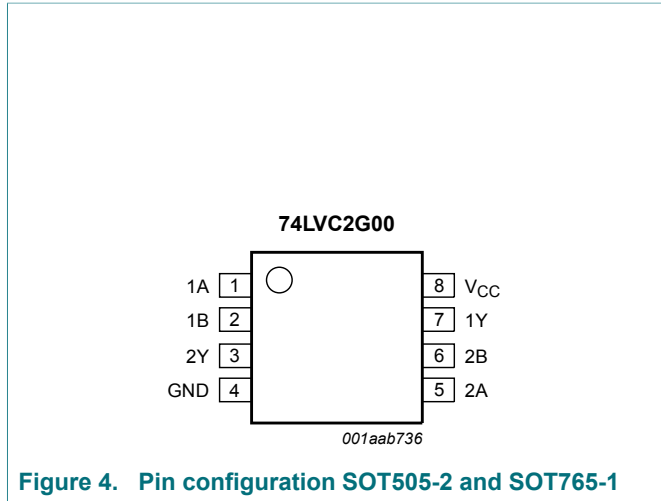 74LVC2G00
1A 1 8 VCC
1B 2 7 1Y
2Y 3 6 2B
GND 4 5 2A
001aab736
Figure 4. Pin configuration SOT505-2 and SOT765-1